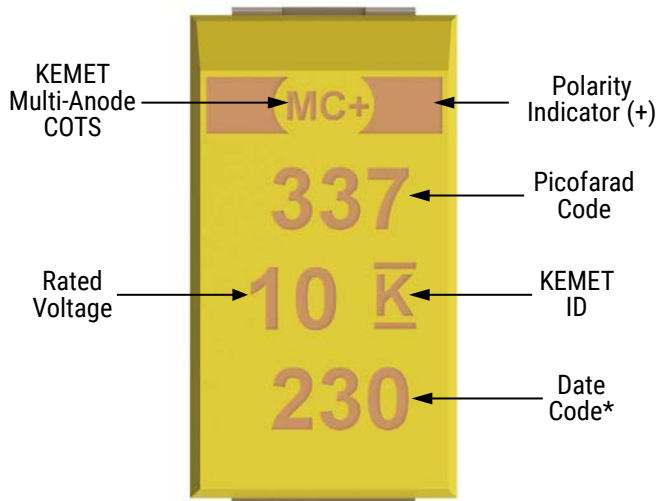 KEMET
Multi-Anode
COTS
MC+
Polarity
Indicator (+)
337
Picofarad
Code
Rated
Voltage
10 K
KEMET
ID
230
Date
Code*